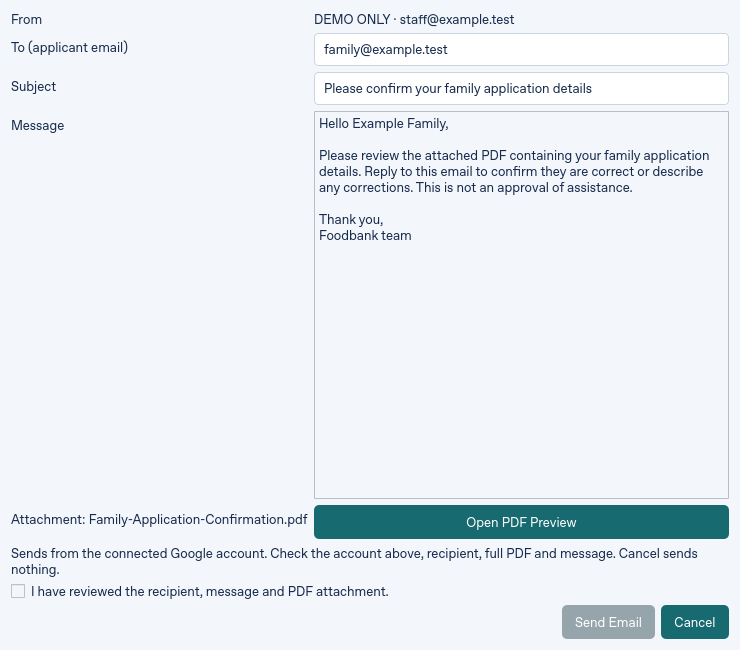 From
DEMO ONLY · staff@example.test
To (applicant email)
family@example.test
Subject
Please confirm your family application details
Message
Hello Example Family,
Please review the attached PDF containing your family application
details. Reply to this email to confirm they are correct or describe
any corrections. This is not an approval of assistance.
Thank you,
Foodbank team
Attachment: Family-Application-Confirmation.pdf
Open PDF Preview
Sends from the connected Google account. Check the account above, recipient, full PDF and message. Cancel sends
nothing.
I have reviewed the recipient, message and PDF attachment.
Send Email
Cancel